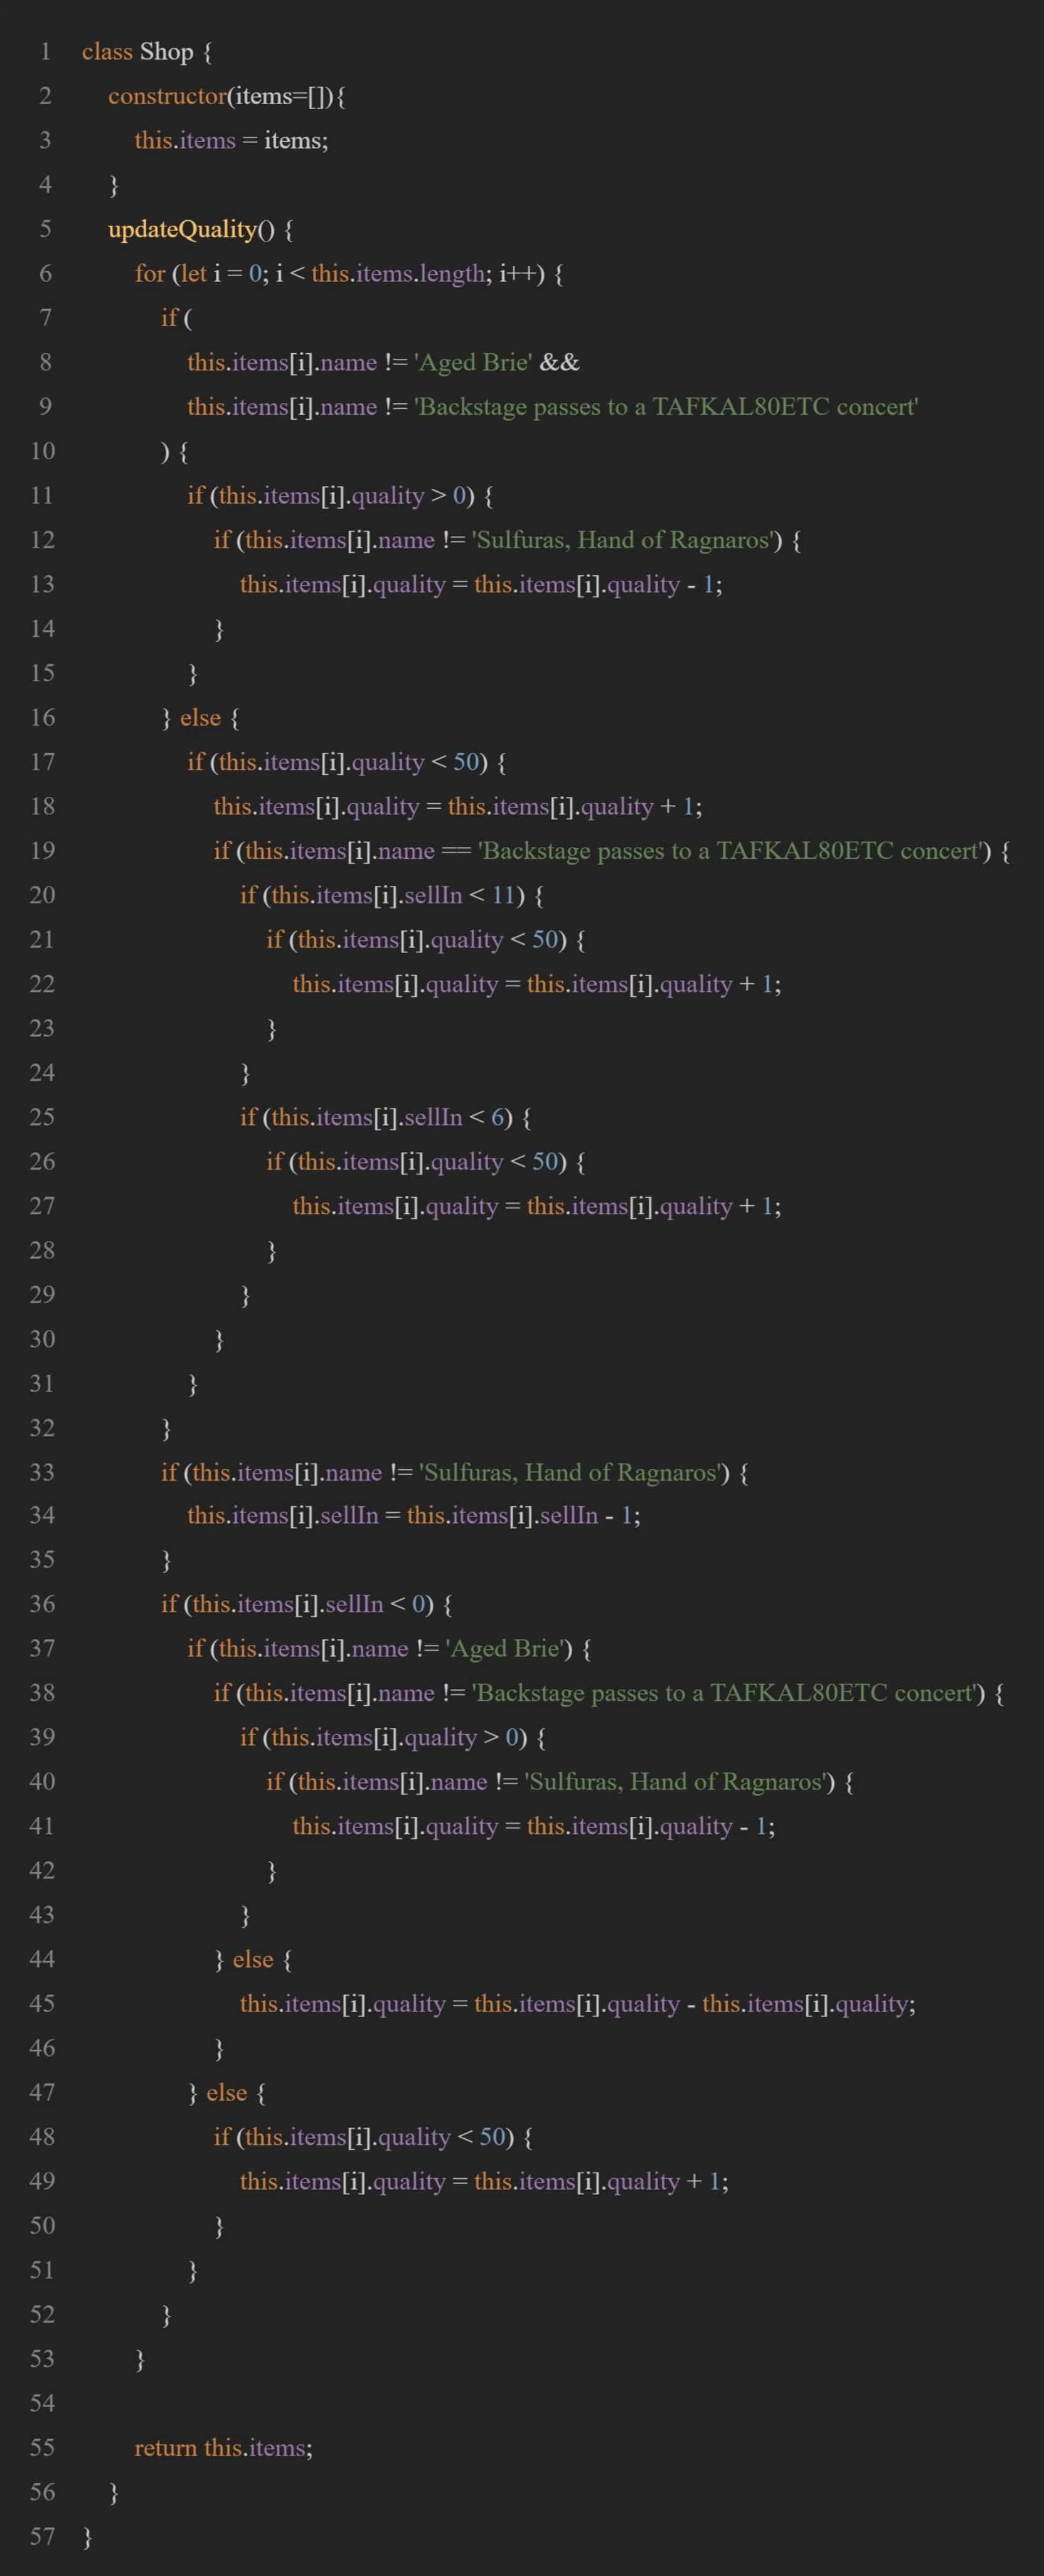 1 class Shop {
2 constructor(items=[]){
3 this.items = items;
4 }
5 updateQuality() {
6 for (let i = 0; i < this.items.length; i++) {
7 if (
8 this.items[i].name != 'Aged Brie' &&
9 this.items[i].name != 'Backstage passes to a TAFKAL80ETC concert'
10 ) {
11 if (this.items[i].quality > 0) {
12 if (this.items[i].name != 'Sulfuras, Hand of Ragnaros') {
13 this.items[i].quality = this.items[i].quality - 1;
14 }
15 }
16 } else {
17 if (this.items[i].quality < 50) {
18 this.items[i].quality = this.items[i].quality + 1;
19 if (this.items[i].name == 'Backstage passes to a TAFKAL80ETC concert') {
20 if (this.items[i].sellIn < 11) {
21 if (this.items[i].quality < 50) {
22 this.items[i].quality = this.items[i].quality + 1;
23 }
24 }
25 if (this.items[i].sellIn < 6) {
26 if (this.items[i].quality < 50) {
27 this.items[i].quality = this.items[i].quality + 1;
28 }
29 }
30 }
31 }
32 }
33 if (this.items[i].name != 'Sulfuras, Hand of Ragnaros') {
34 this.items[i].sellIn = this.items[i].sellIn - 1;
35 }
36 if (this.items[i].sellIn < 0) {
37 if (this.items[i].name != 'Aged Brie') {
38 if (this.items[i].name != 'Backstage passes to a TAFKAL80ETC concert') {
39 if (this.items[i].quality > 0) {
40 if (this.items[i].name != 'Sulfuras, Hand of Ragnaros') {
41 this.items[i].quality = this.items[i].quality - 1;
42 }
43 }
44 } else {
45 this.items[i].quality = this.items[i].quality - this.items[i].quality;
46 }
47 } else {
48 if (this.items[i].quality < 50) {
49 this.items[i].quality = this.items[i].quality + 1;
50 }
51 }
52 }
53 }
54
55 return this.items;
56 }
57 }